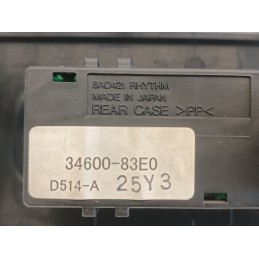 8AD421 RHYTHM
MADE IN JAPAN
REAR CASE >PP<
34600-83E0
D514-A 25Y3